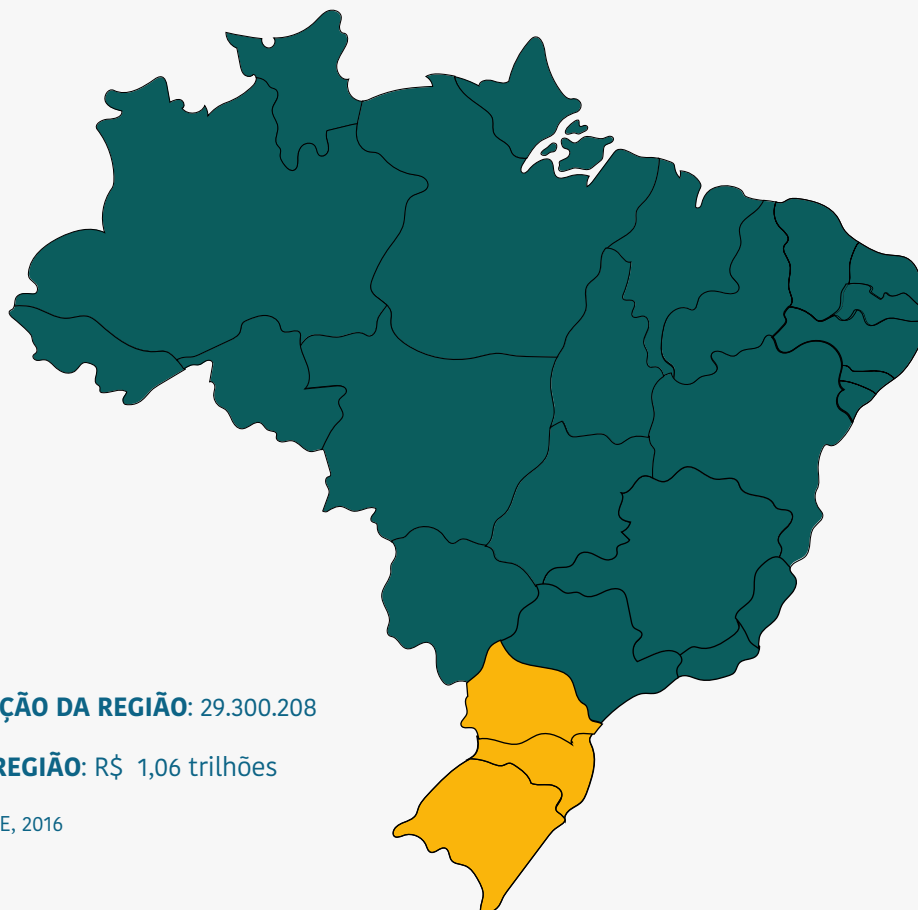 ÇÃO DA REGIÃO: 29.300.208
REGIÃO: R$ 1,06 trilhões
E, 2016